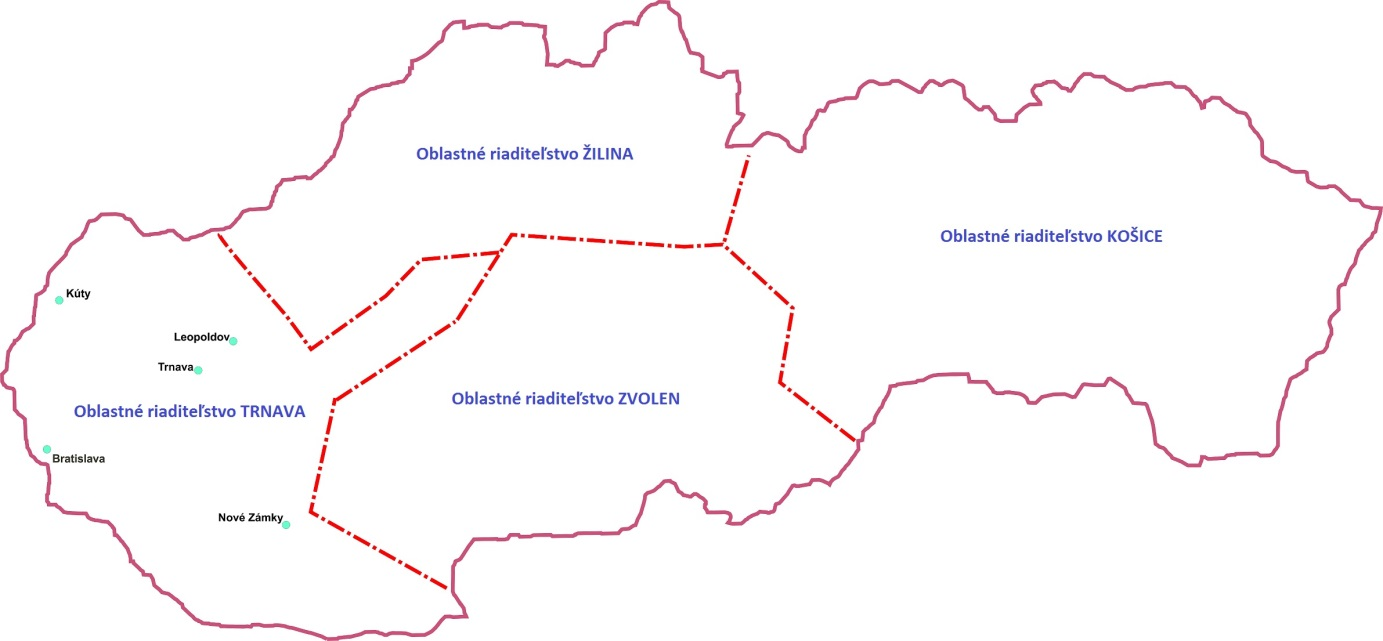 Oblastné riaditeľstvo ŽILINA
Oblastné riaditeľstvo KOŠICE
Kúty
Leopoldov
Trnava
Oblastné riaditeľstvo ZVOLEN
Oblastné riaditeľstvo TRNAVA
Bratislava
Nové Zámky